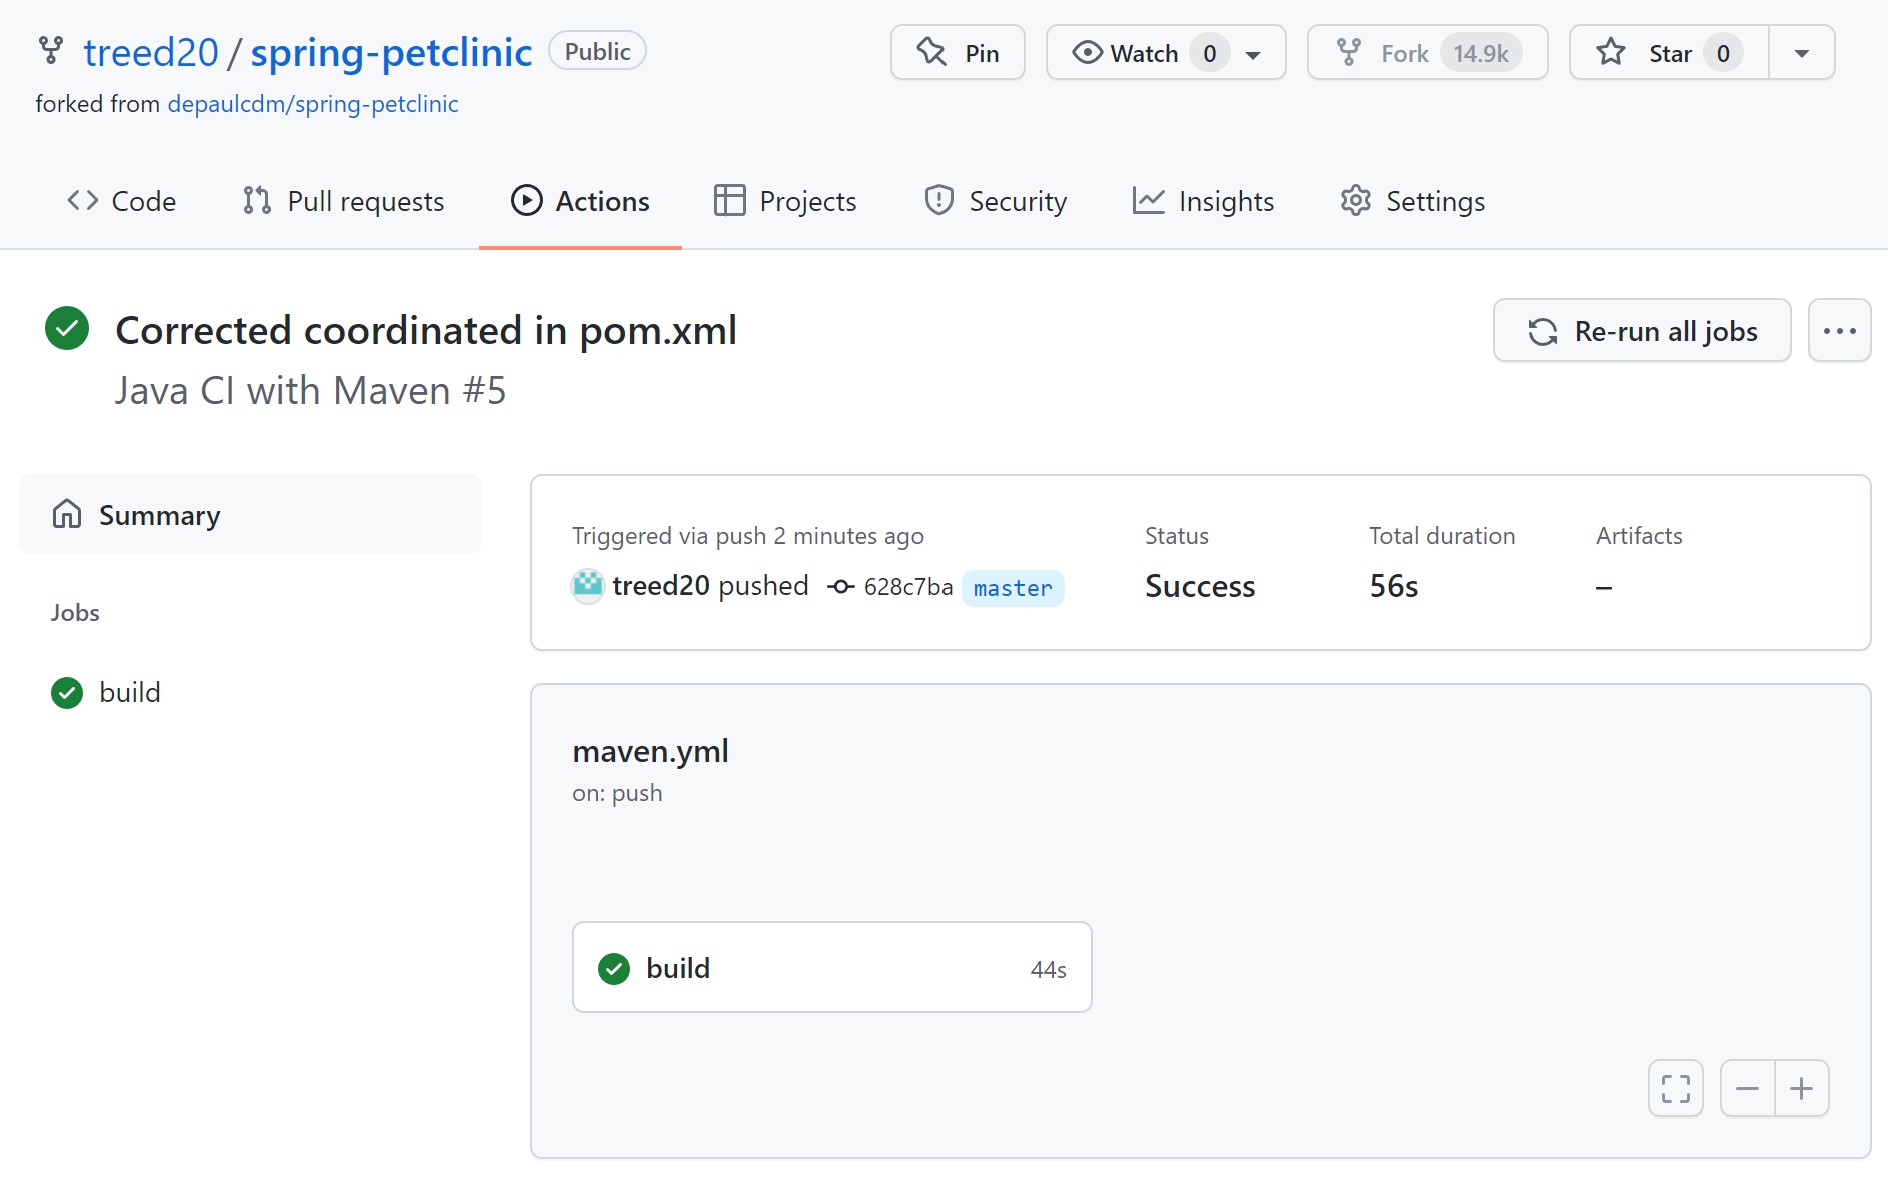 treed20 / spring-petclinic Public Pin Watch 0 Fork 14.9k Star 0
forked from depaulcdm/spring-petclinic
Code Pull requests Actions Projects Security Insights Settings
Corrected coordinated in pom.xml Re-run all jobs
Java CI with Maven #5
Summary
Jobs
build
Triggered via push 2 minutes ago Status Total duration Artifacts
treed20 pushed 628c7ba master Success 56s –
maven.yml
on: push
build 44s